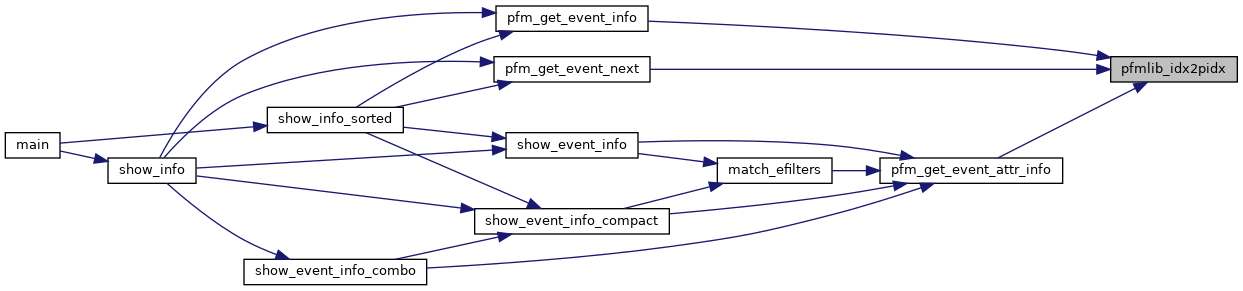 pfm_get_event_info
pfm_get_event_next
pfmlib_idx2pidx
show_info_sorted
main
show_event_info
show_info
match_efilters
pfm_get_event_attr_info
show_event_info_compact
show_event_info_combo